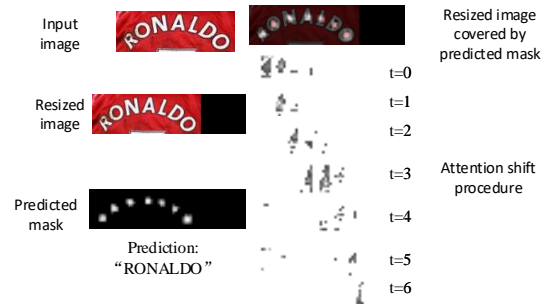 Input
image
RONALDO
RONALDO
Resized image
covered by
predicted mask
t=0
Resized
image
RONALDO
t=1
t=2
t=3
Attention shift
procedure
Predicted
mask
t=4
Prediction:
“RONALDO”
t=5
t=6